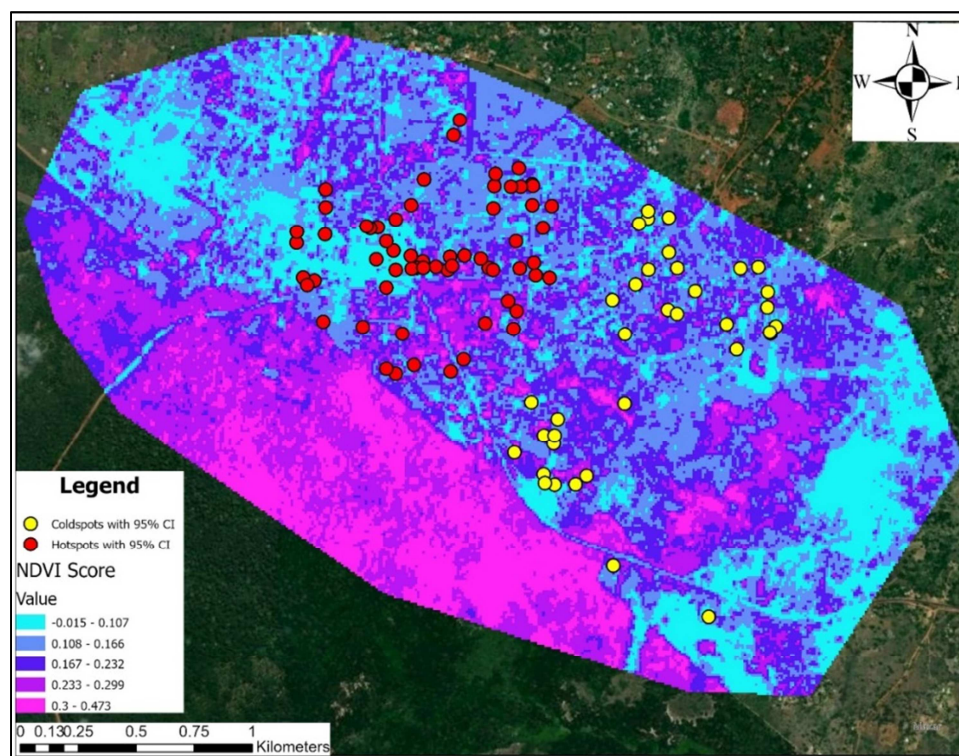 N
W
S
Legend
Coldspots with 95% CI
Hotspots with 95% CI
NDVI Score
Value
-0.015 - 0.107
0.108 - 0.166
0.167 - 0.232
0.233 - 0.299
0.3 - 0.473
0 0.13 0.25 0.5 0.75 1
Kilometers